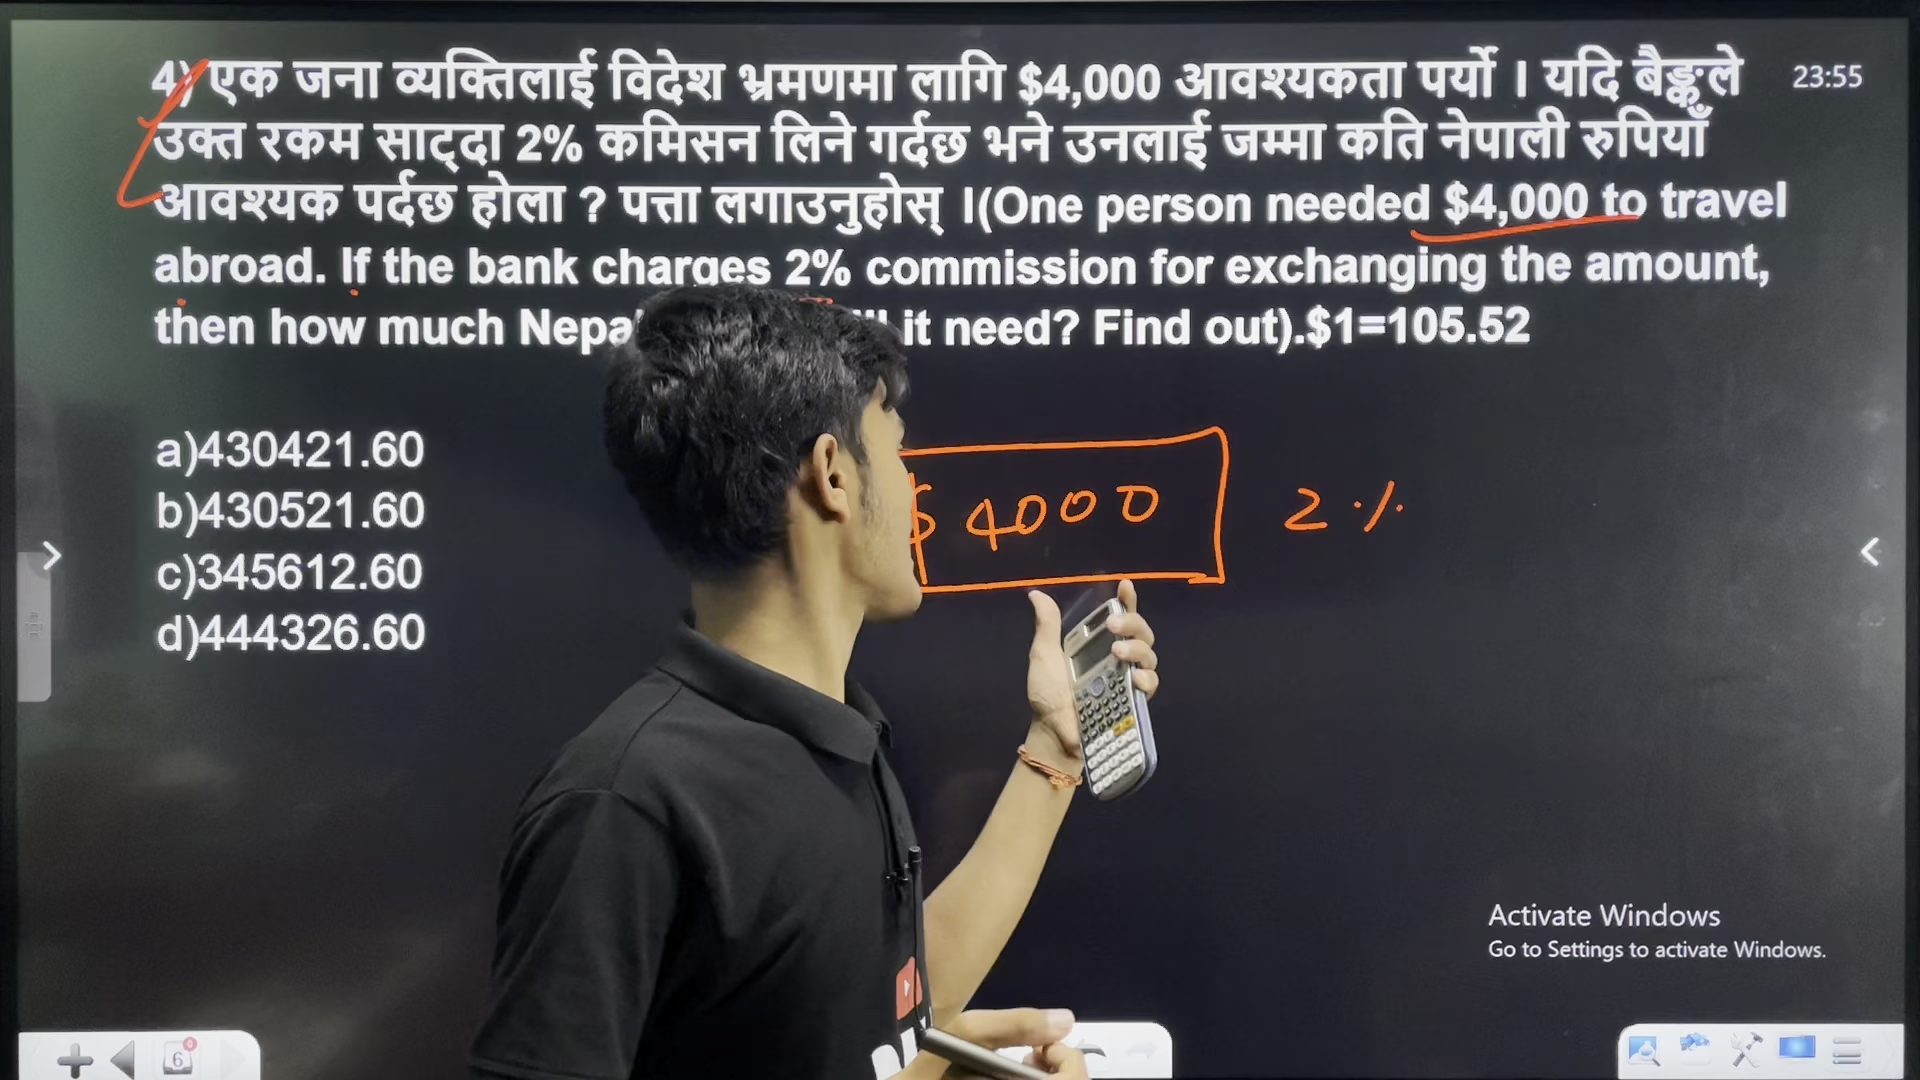 4) एक जना व्यक्तिलाई विदेश भ्रमणमा लागि $4,000 आवश्यकता पर्यो । यदि बैङ्कले
23:55
उक्त रकम साट्दा 2% कमिसन लिने गर्दछ भने उनलाई जम्मा कति नेपाली रुपियाँ
आवश्यक पर्दछ होला ? पत्ता लगाउनुहोस् ।(One person needed $4,000 to travel
abroad. If the bank charges 2% commission for exchanging the amount,
then how much it need? Find out).$1=105.52
a)430421.60
b)430521.60
c)345612.60
d)444326.60
$ 4000 2%
Activate Windows
Go to Settings to activate Windows.
6